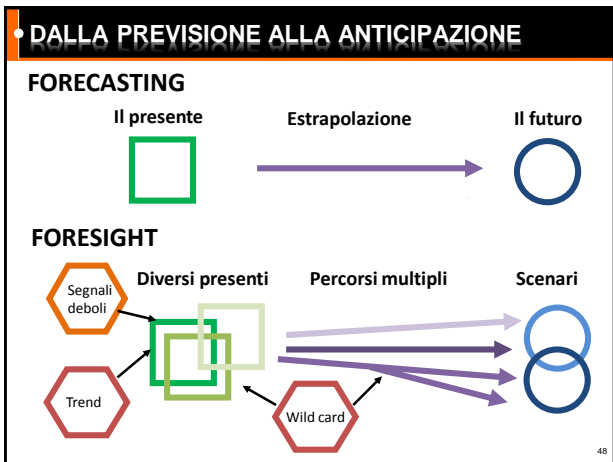 DALLA PREVISIONE ALLA ANTICIPAZIONE
FORECASTING
Il presente
Estrapolazione
Il futuro
FORESIGHT
Segnali
deboli
Diversi presenti
Percorsi multipli
Scenari
Trend
Wild card
48